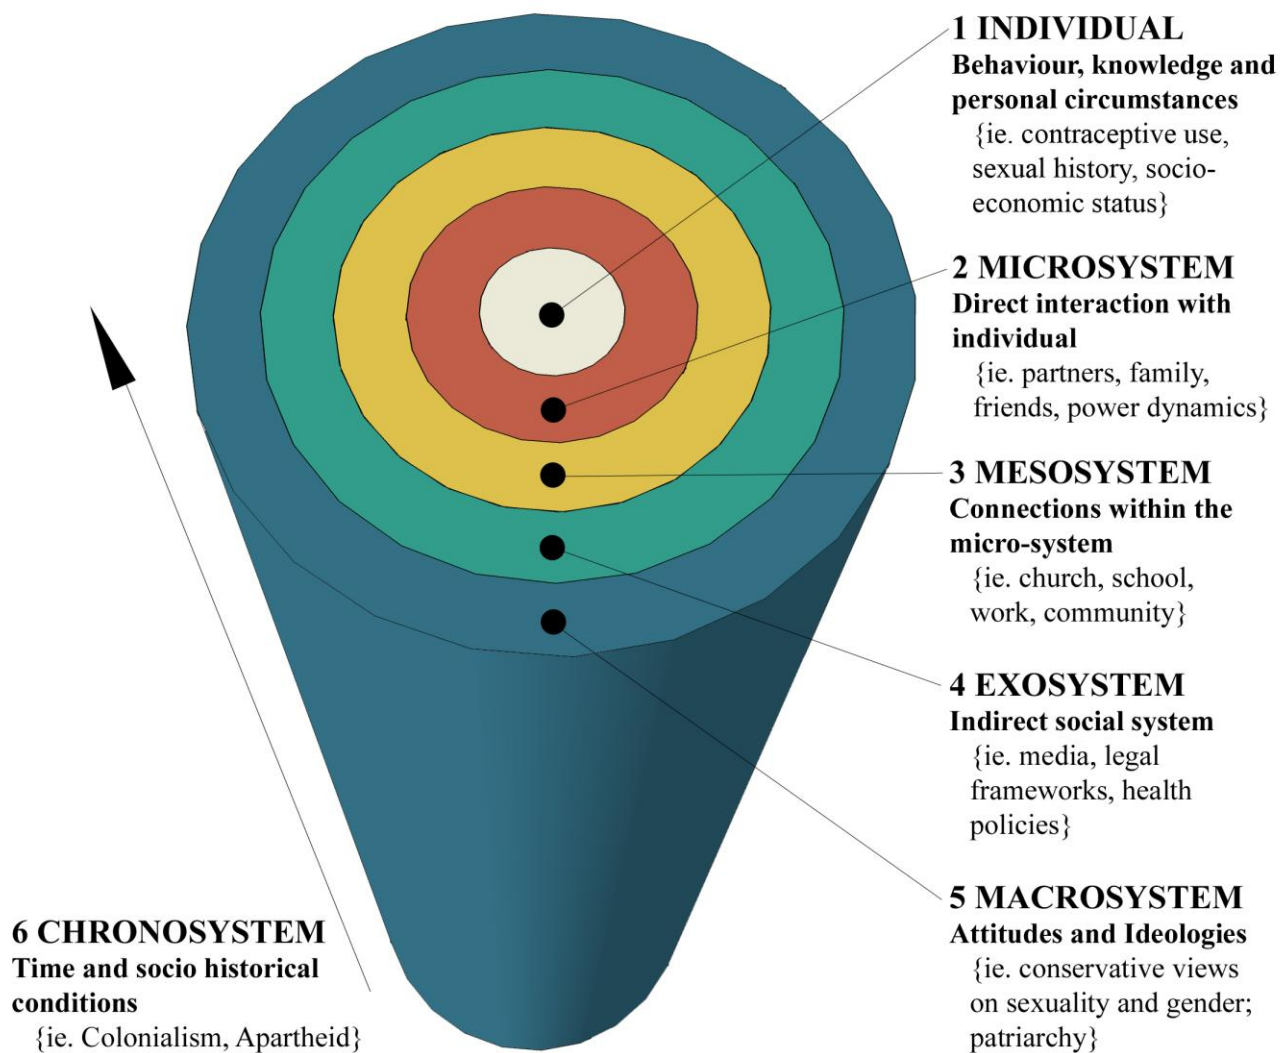 1 INDIVIDUAL
Behaviour, knowledge and
personal circumstances
{ie. contraceptive use,
sexual history, socio-
economic status}
2 MICROSYSTEM
Direct interaction with
individual
{ie. partners, family,
friends, power dynamics}
3 MESOSYSTEM
Connections within the
micro-system
{ie. church, school,
work, community}
4 EXOSYSTEM
Indirect social system
{ie. media, legal
frameworks, health
policies}
5 MACROSYSTEM
Attitudes and Ideologies
{ie. conservative views
on sexuality and gender;
patriarchy}
6 CHRONOSYSTEM
Time and socio historical
conditions
{ie. Colonialism, Apartheid}